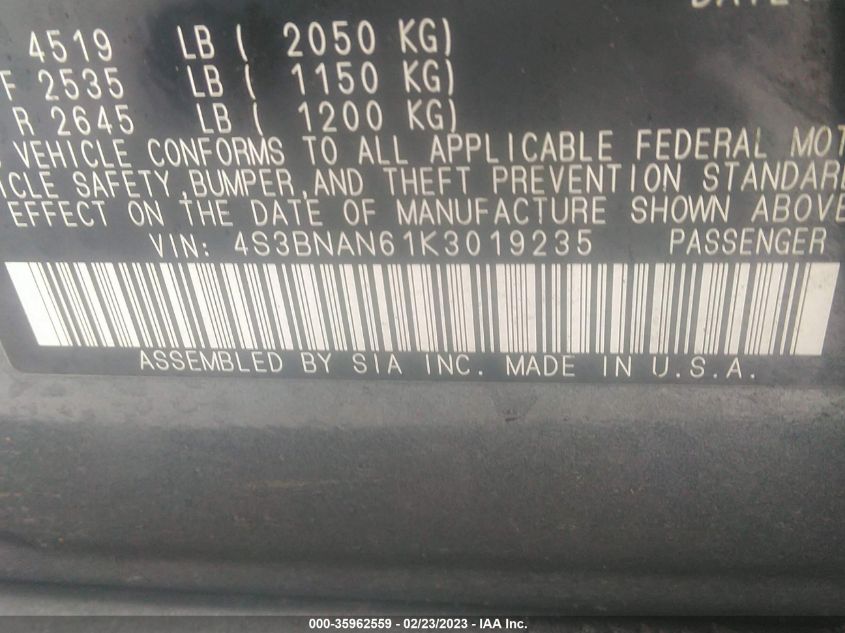 4519 LB ( 2050 KG)
F 2535 LB ( 1150 KG)
R 2645 LB ( 1200 KG)
VEHICLE CONFORMS TO ALL APPLICABLE FEDERAL MOT
ICLE SAFETY,BUMPER,AND THEFT PREVENTION STANDAR
EFFECT ON THE DATE OF MANUFACTURE SHOWN ABOVE
VIN: 4S3BNAN61K3019235 PASSENGER
ASSEMBLED BY SIA INC. MADE IN U.S.A.
000-35962559 - 02/23/2023 - IAA Inc.